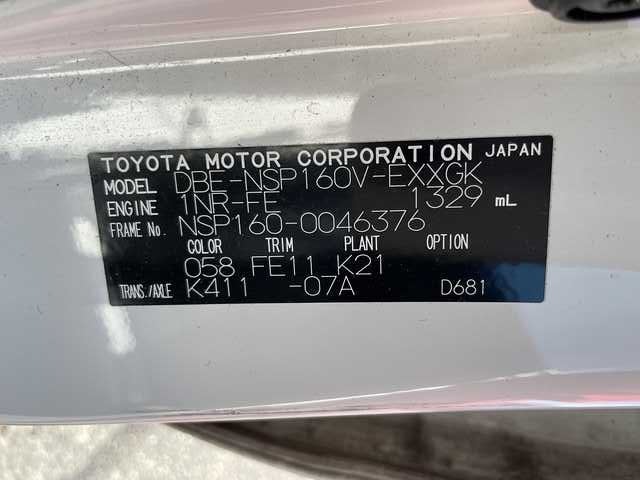 TOYOTA MOTOR CORPORATION JAPAN
MODEL DBE-NSP160V-EXXGK
ENGINE 1NR-FE 1329 mL
FRAME No. NSP160-0046376
COLOR TRIM PLANT OPTION
058 FE11 K21
TRANS./AXLE K411 -07A D681